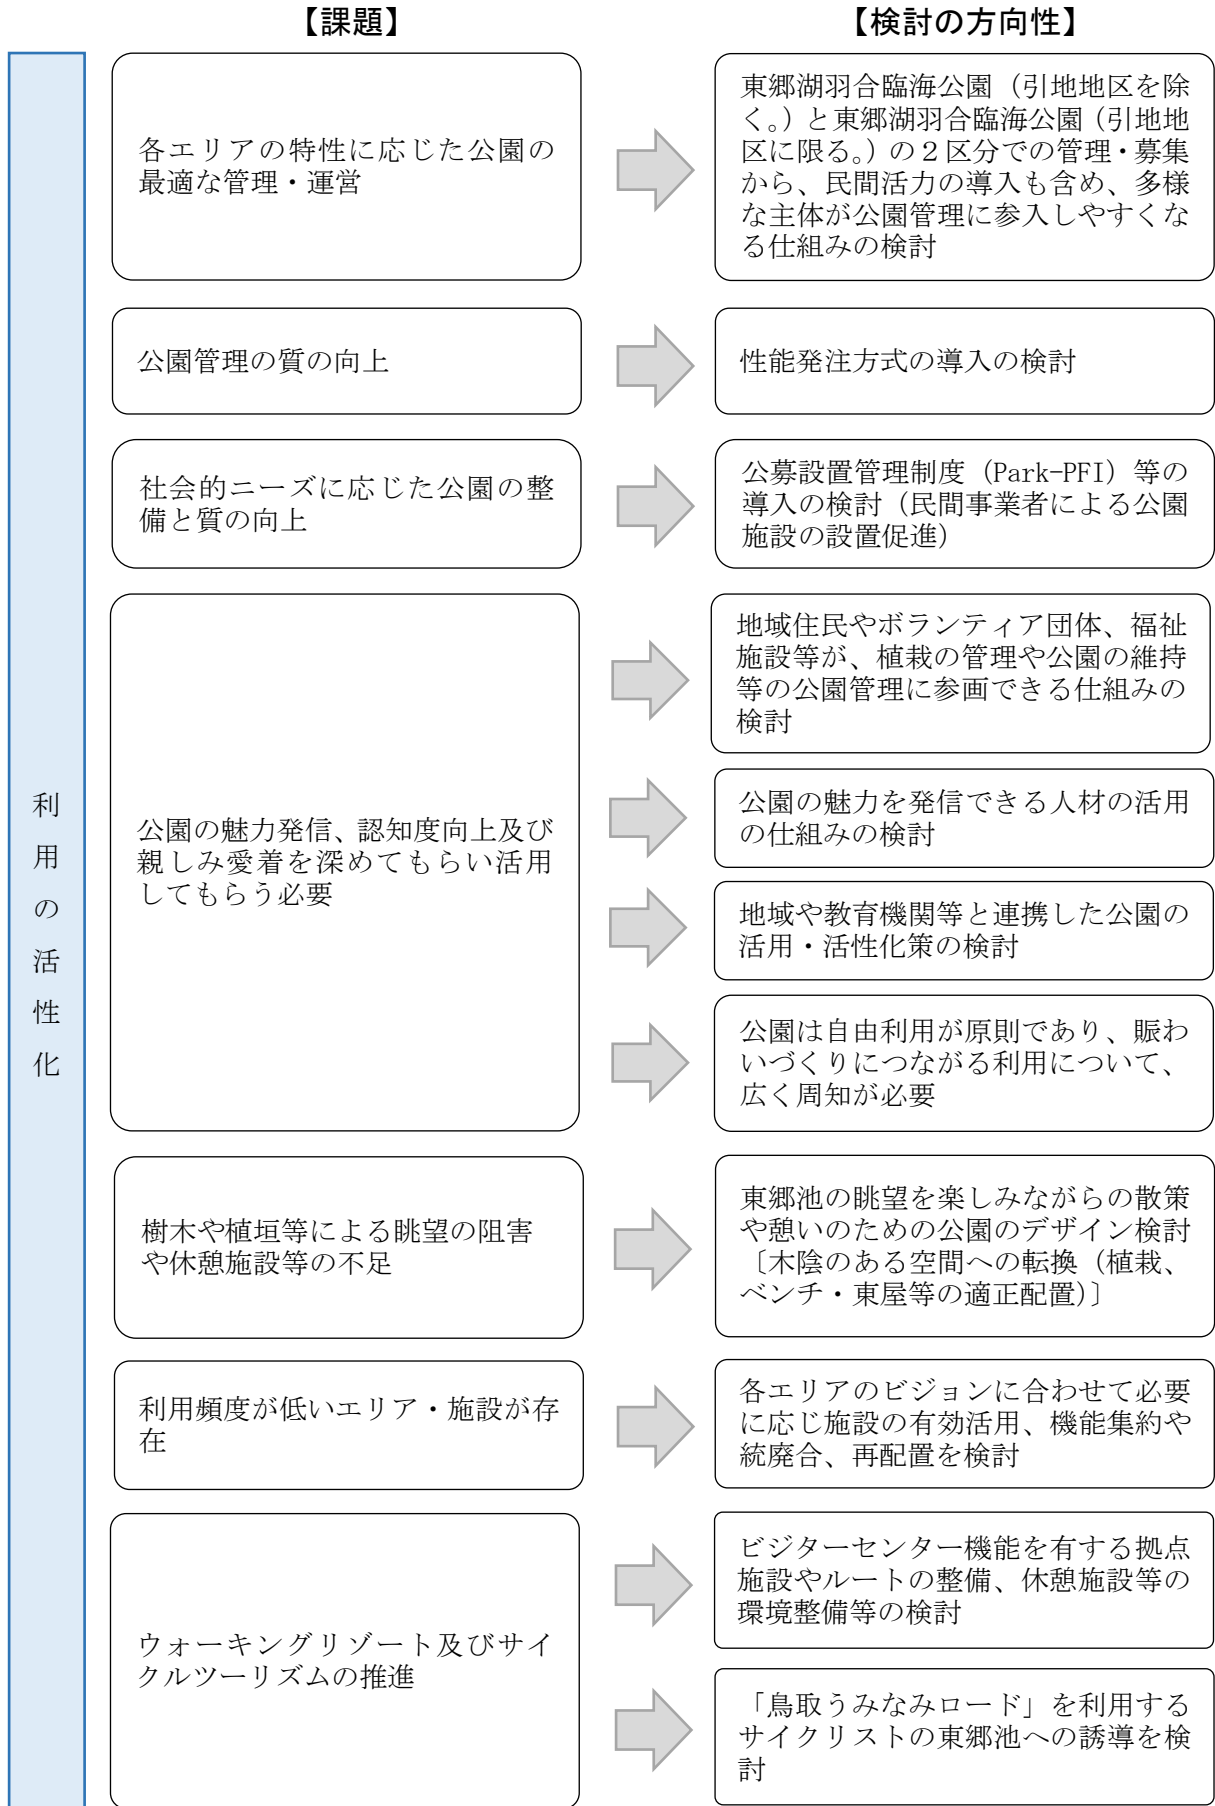 【課題】
【検討の方向性】
利用の活性化
各エリアの特性に応じた公園の
最適な管理・運営
東郷湖羽合臨海公園（引地地区を除
く。）と東郷湖羽合臨海公園（引地地
区に限る。）の２区分での管理・募集
から、民間活力の導入も含め、多様
な主体が公園管理に参入しやすくな
る仕組みの検討
公園管理の質の向上
性能発注方式の導入の検討
社会的ニーズに応じた公園の整
備と質の向上
公募設置管理制度（Park-PFI）等の
導入の検討（民間事業者による公園
施設の設置促進）
公園の魅力発信、認知度向上及び
親しみ愛着を深めてもらい活用
してもらう必要
地域住民やボランティア団体、福祉
施設等が、植栽の管理や公園の維持
等の公園管理に参画できる仕組みの
検討
公園の魅力を発信できる人材の活用
の仕組みの検討
地域や教育機関等と連携した公園の
活用・活性化策の検討
公園は自由利用が原則であり、賑わ
いづくりにつながる利用について、
広く周知が必要
樹木や植垣等による眺望の阻害
や休憩施設等の不足
東郷池の眺望を楽しみながらの散策
や憩いのための公園のデザイン検討
〔木陰のある空間への転換（植栽、
ベンチ・東屋等の適正配置）〕
利用頻度が低いエリア・施設が存
在
各エリアのビジョンに合わせて必要
に応じ施設の有効活用、機能集約や
統廃合、再配置を検討
ウォーキングリゾート及びサイ
クルツーリズムの推進
ビジターセンター機能を有する拠点
施設やルートの整備、休憩施設等の
環境整備等の検討
「鳥取うみなみロード」を利用する
サイクリストの東郷池への誘導を検
討